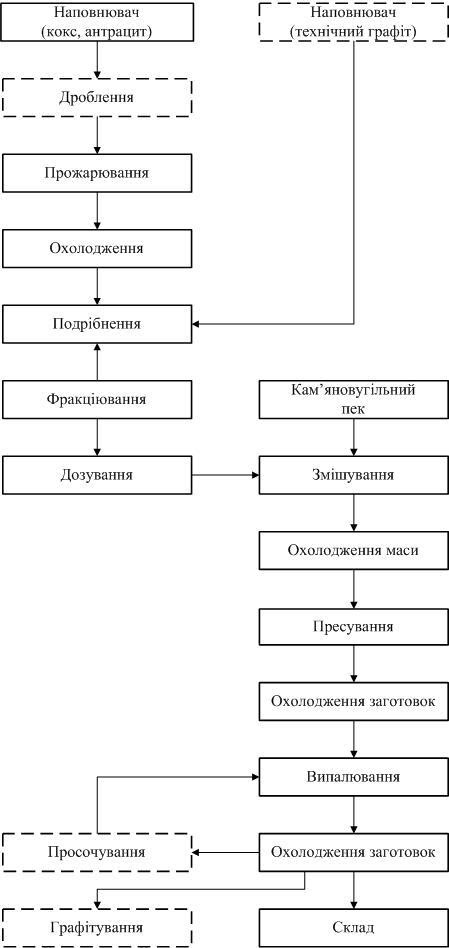 Наповнювач
(кокс, антрацит)
Наповнювач
(технічний графіт)
Дроблення
Прожарювання
Охолодження
Подрібнення
Фракціювання
Кам’яновугільний
пек
Дозування
Змішування
Охолодження маси
Пресування
Охолодження заготовок
Випалювання
Просочування
Охолодження заготовок
Графітування
Склад